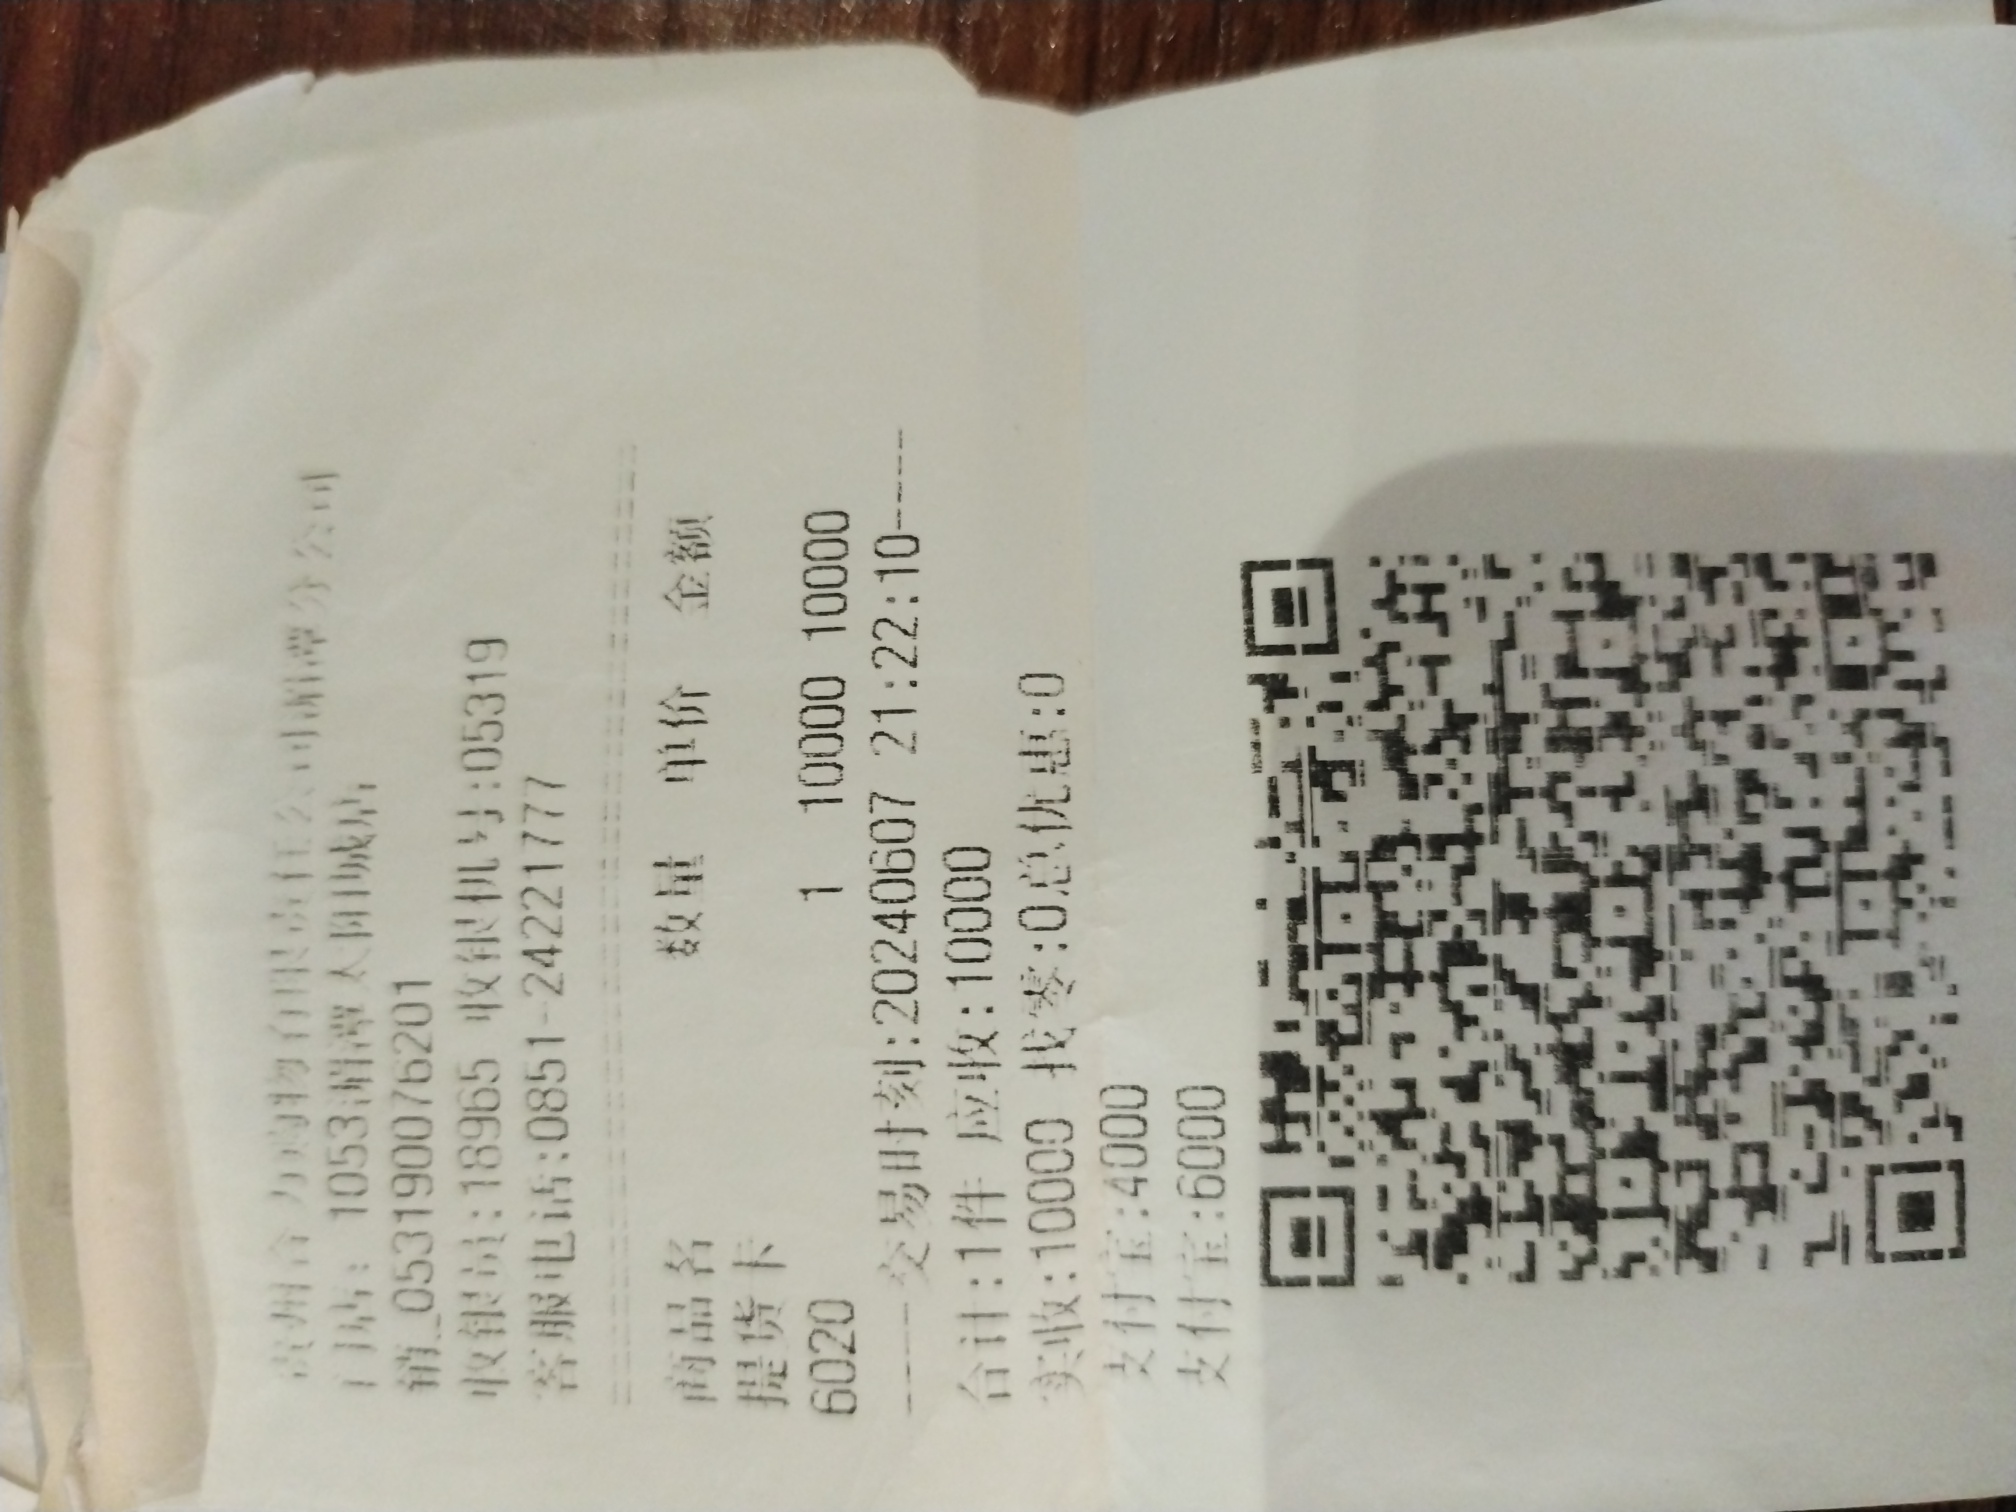 贵州合力购物有限责任公司湄潭分公司
门店: 1053湄潭天阳城店
销_0531900076201
收银员:18965 收银机号:05319
客服电话:0851-24221777
================================
商品名 数量 单价 金额
提货卡
6020 1 10000 10000
----交易时刻:20240607 21:22:10-----
合计:1件 应收:10000
实收:10000 找零:0总优惠:0
支付宝:4000
支付宝:6000